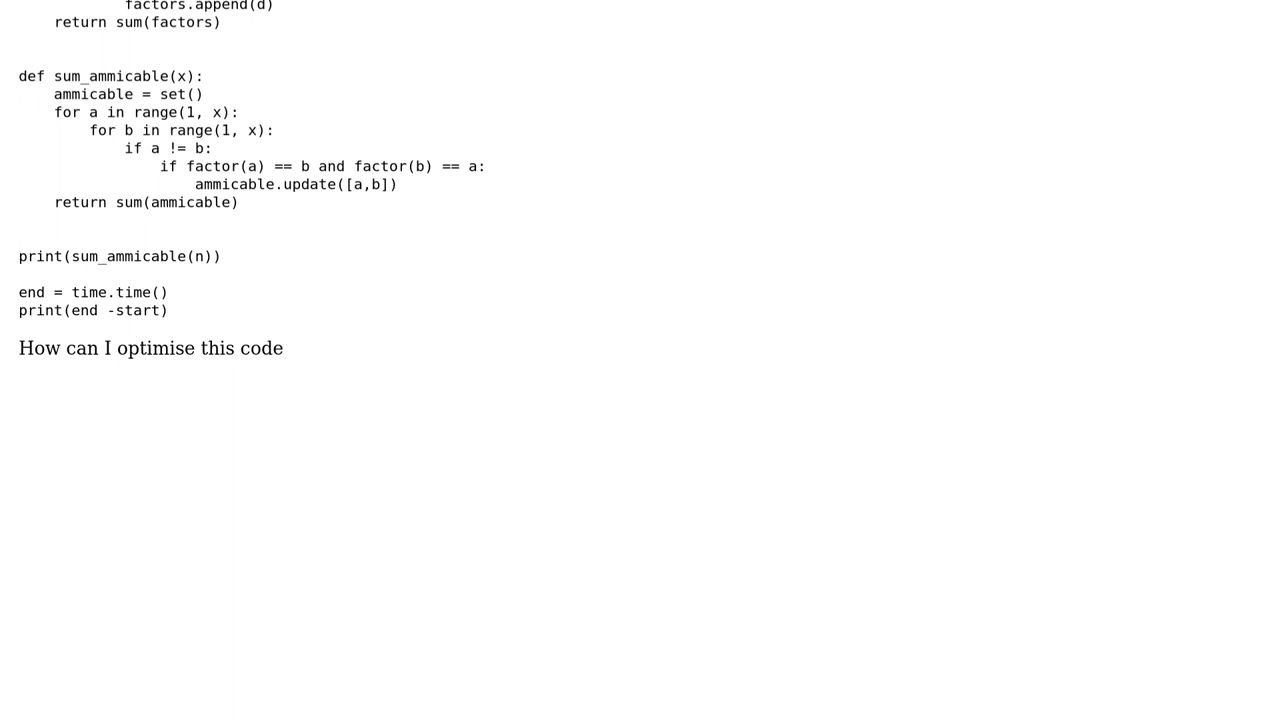 factors.append(d)
    return sum(factors)
def sum_ammicable(x):
    ammicable = set()
    for a in range(1, x):
        for b in range(1, x):
            if a != b:
                if factor(a) == b and factor(b) == a:
                    ammicable.update([a,b])
    return sum(ammicable)
print(sum_ammicable(n))
end = time.time()
print(end -start)
How can I optimise this code